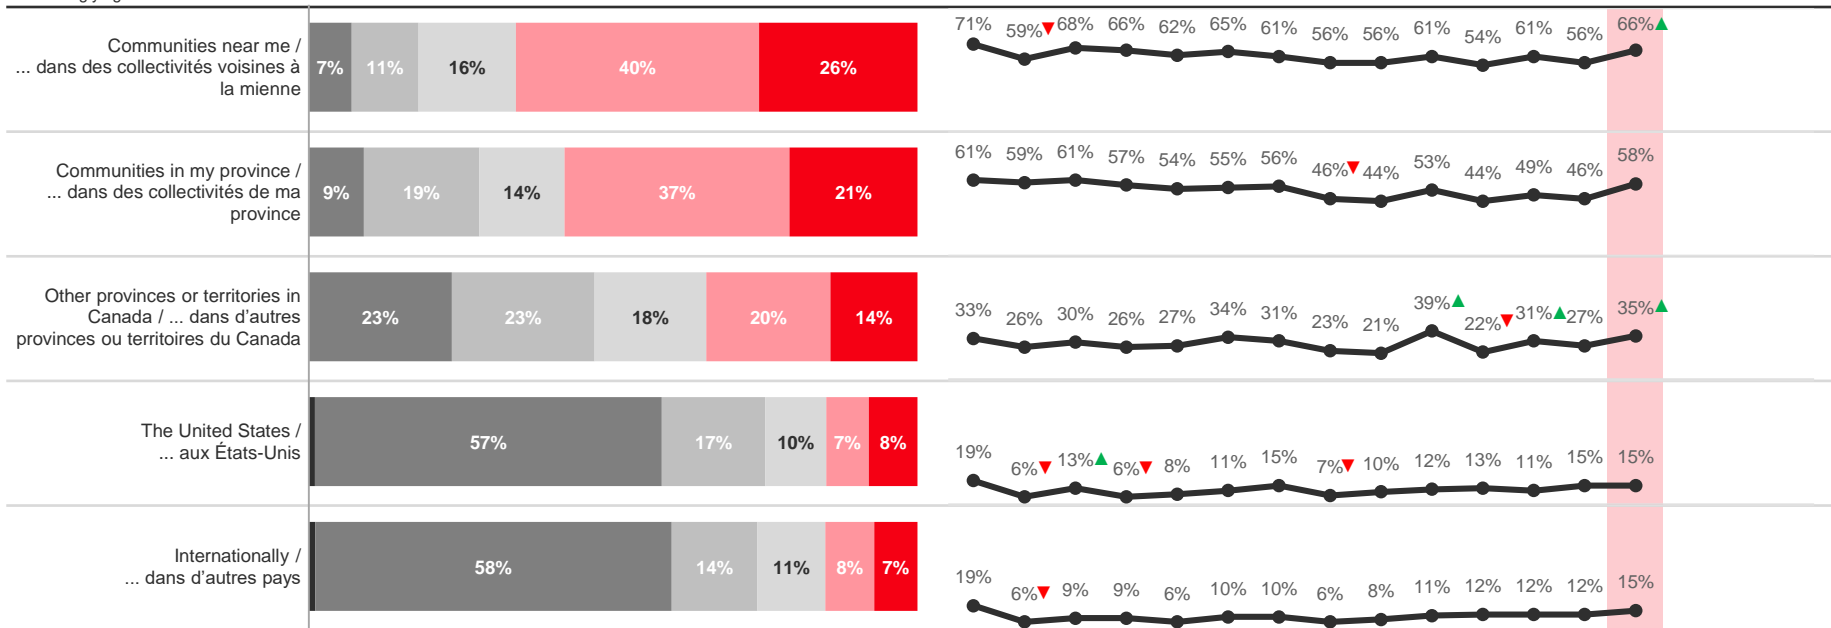 Communities near me /
... dans des collectivités voisines à
la mienne
7% 11% 16% 40% 26%
71% 59%▼ 68% 66% 62% 65% 61% 56% 56% 61% 54% 61% 56% 66%▲
Communities in my province /
... dans des collectivités de ma
province
9% 19% 14% 37% 21%
61% 59% 61% 57% 54% 55% 56% 46%▼ 44% 53% 44% 49% 46% 58%
Other provinces or territories in
Canada / ... dans d'autres
provinces ou territoires du Canada
23% 23% 18% 20% 14%
33% 26% 30% 26% 27% 34% 31% 23% 21% 39%▲ 22%▼ 31%▲ 27% 35%▲
The United States /
... aux États-Unis
57% 17% 10% 7% 8%
19% 6%▼ 13%▲ 6%▼ 8% 11% 15% 7%▼ 10% 12% 13% 11% 15% 15%
Internationally /
... dans d'autres pays
58% 14% 11% 8% 7%
19% 6%▼ 9% 9% 6% 10% 10% 6% 8% 11% 12% 12% 12% 15%